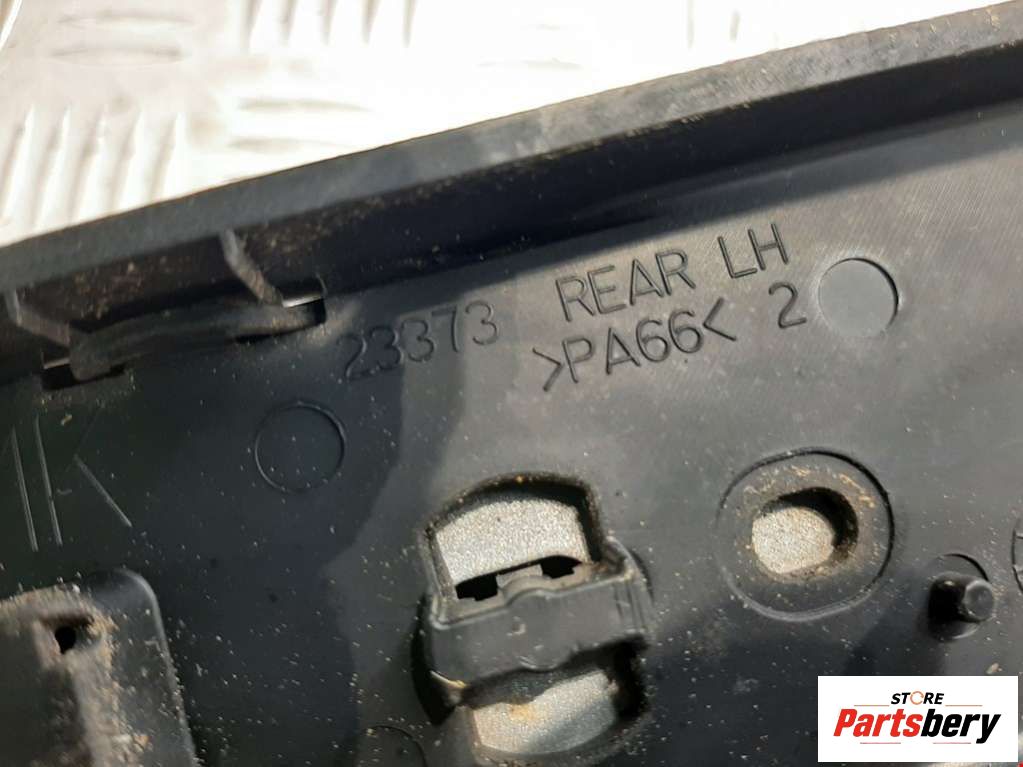 REAR LH
23373 >PA66< 2
STORE
Partsbery